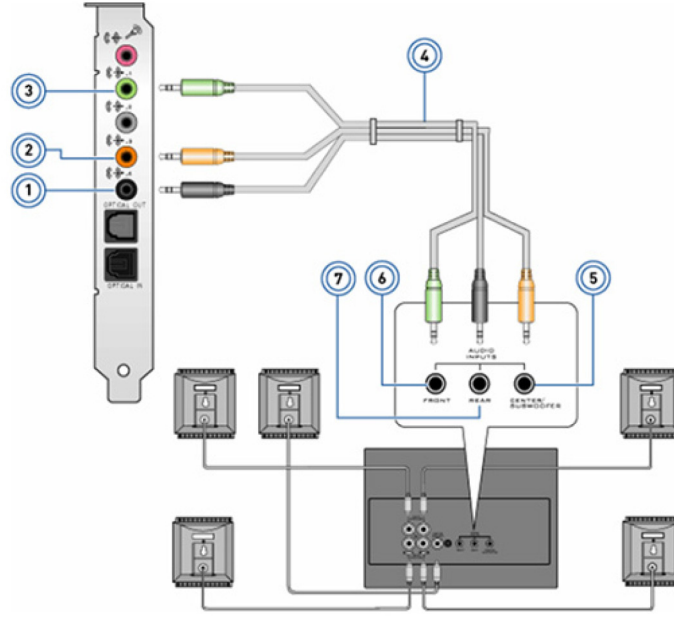 3
2
1
OPTICAL OUT
OPTICAL IN
4
7
6
5
AUDIO
INPUTS
FRONT
REAR
CENTER/
SUBWOOFER